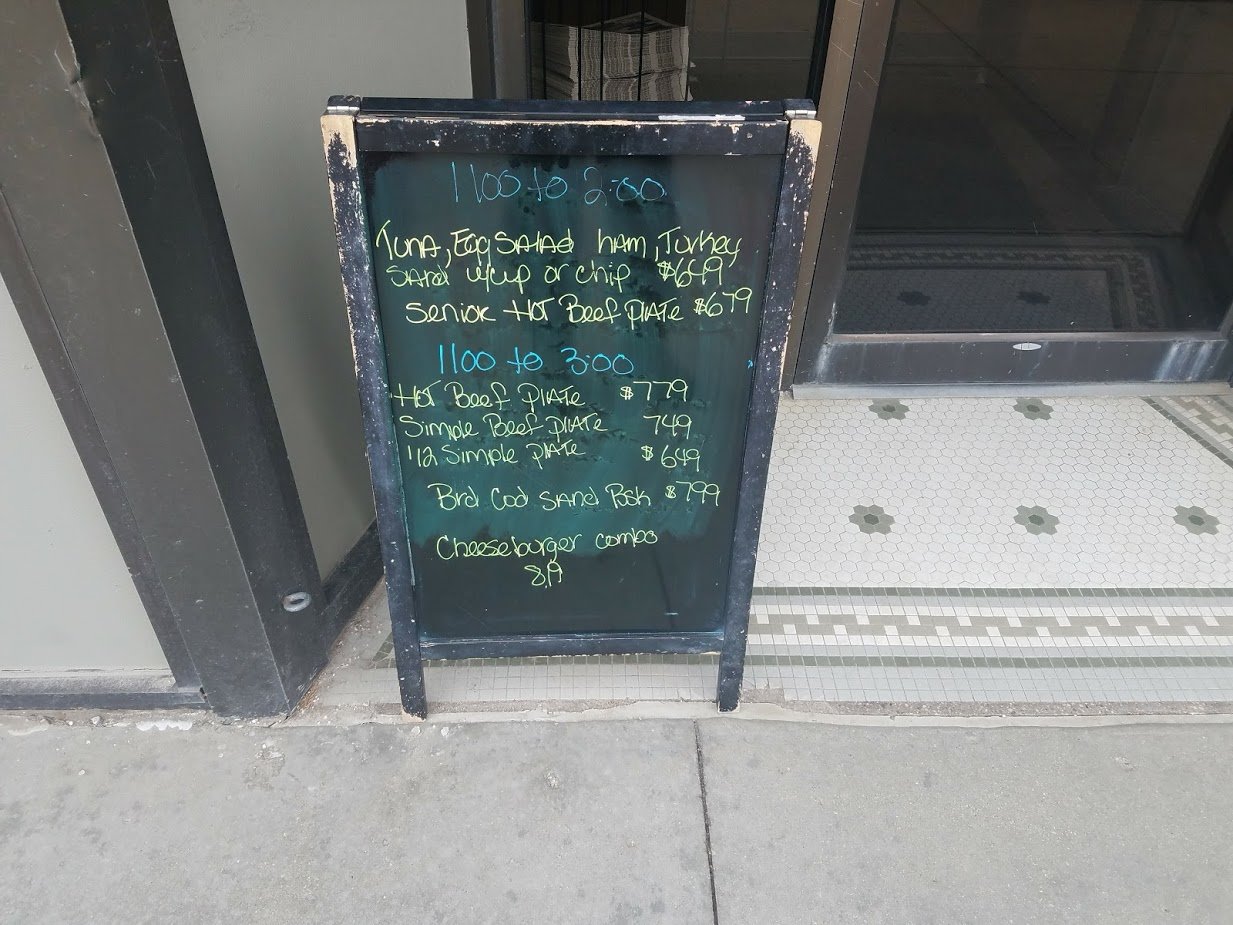 1100 to 2:00
Tuna, Egg Salad ham, Turkey
Sand w/cup or chip $649
Senior Hot Beef Plate $679
1100 to 3:00
Hot Beef Plate $779
Simple Beef Plate 749
1/2 Simple Plate $649
Brd Cod Sand Bsk $799
Cheeseburger combo
819